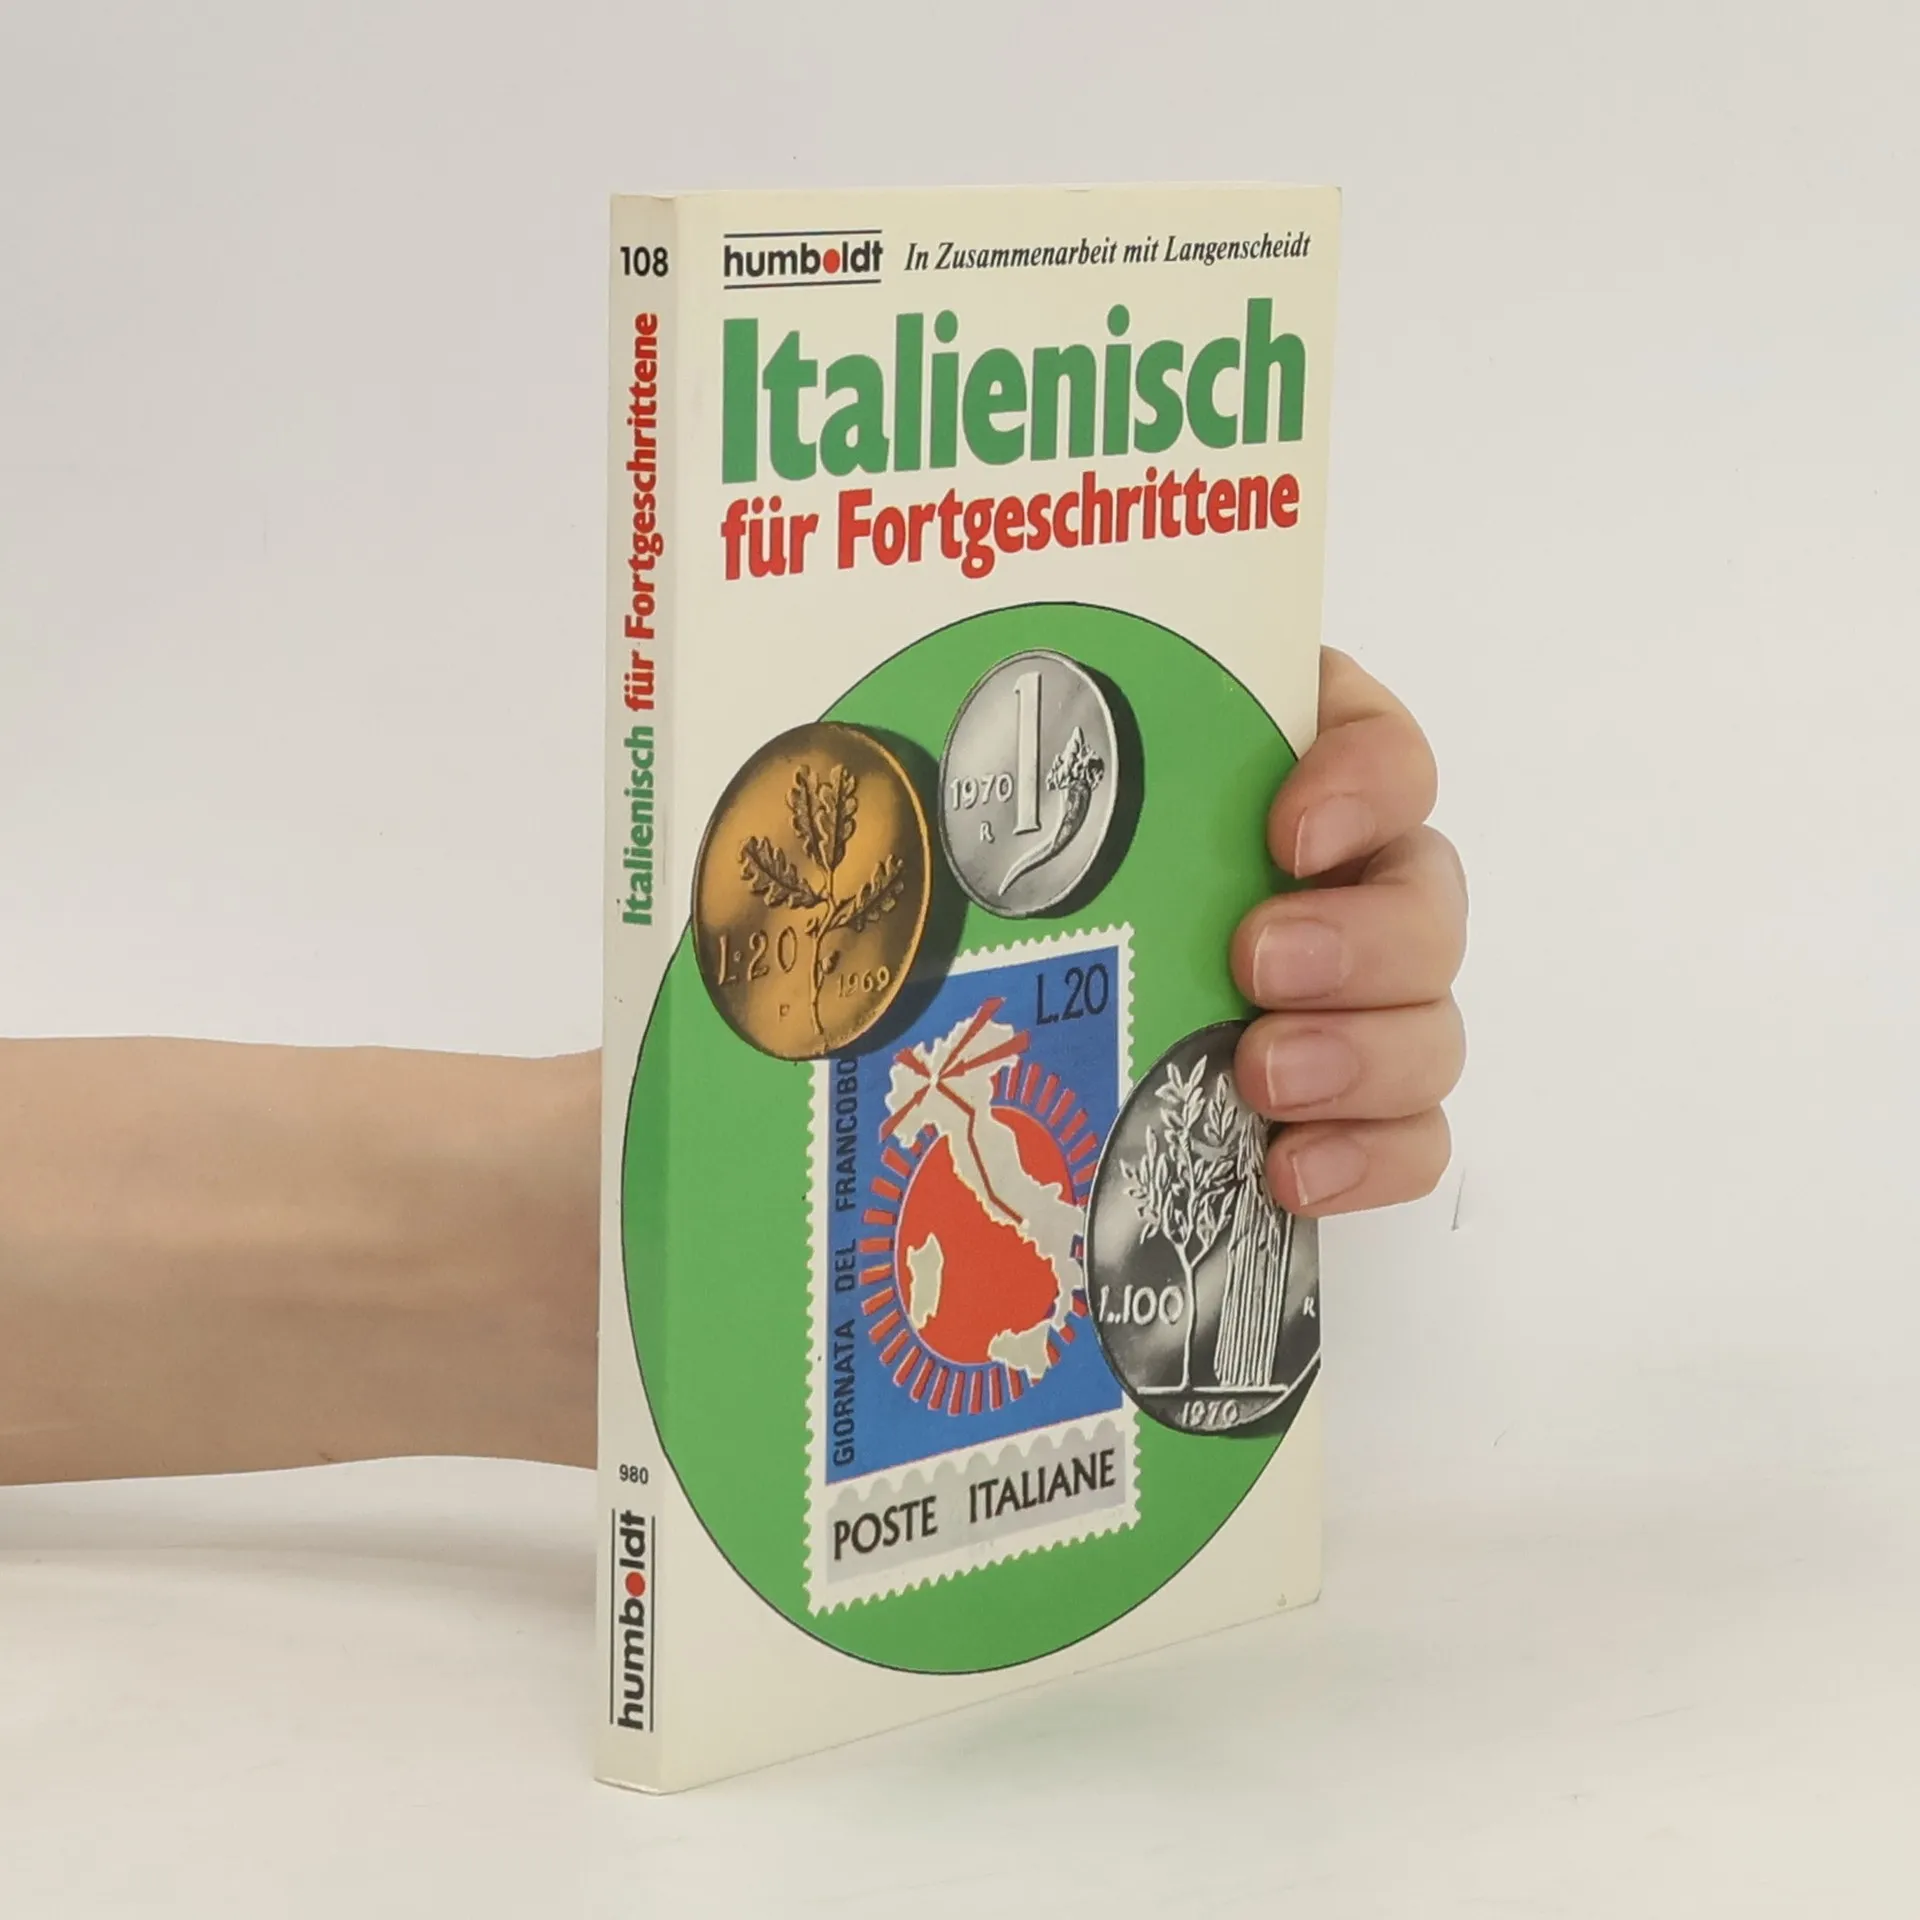 108
Italienisch für Fortgeschrittene
980
humboldt
humboldt In Zusammenarbeit mit Langenscheidt
Italienisch
für Fortgeschrittene
1
1970
R
L.20
1969
L.20
GIORNATA DEL FRANCOBO
L.100
R
1970
POSTE ITALIANE